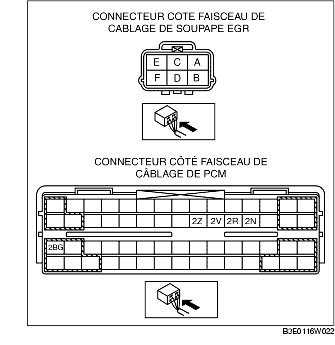 CONNECTEUR COTE FAISCEAU DE
CABLAGE DE SOUPAPE EGR
E C A
F D B
CONNECTEUR CÔTÉ FAISCEAU DE
CÂBLAGE DE PCM
2Z 2V 2R 2N
2BG
B3E0116W022